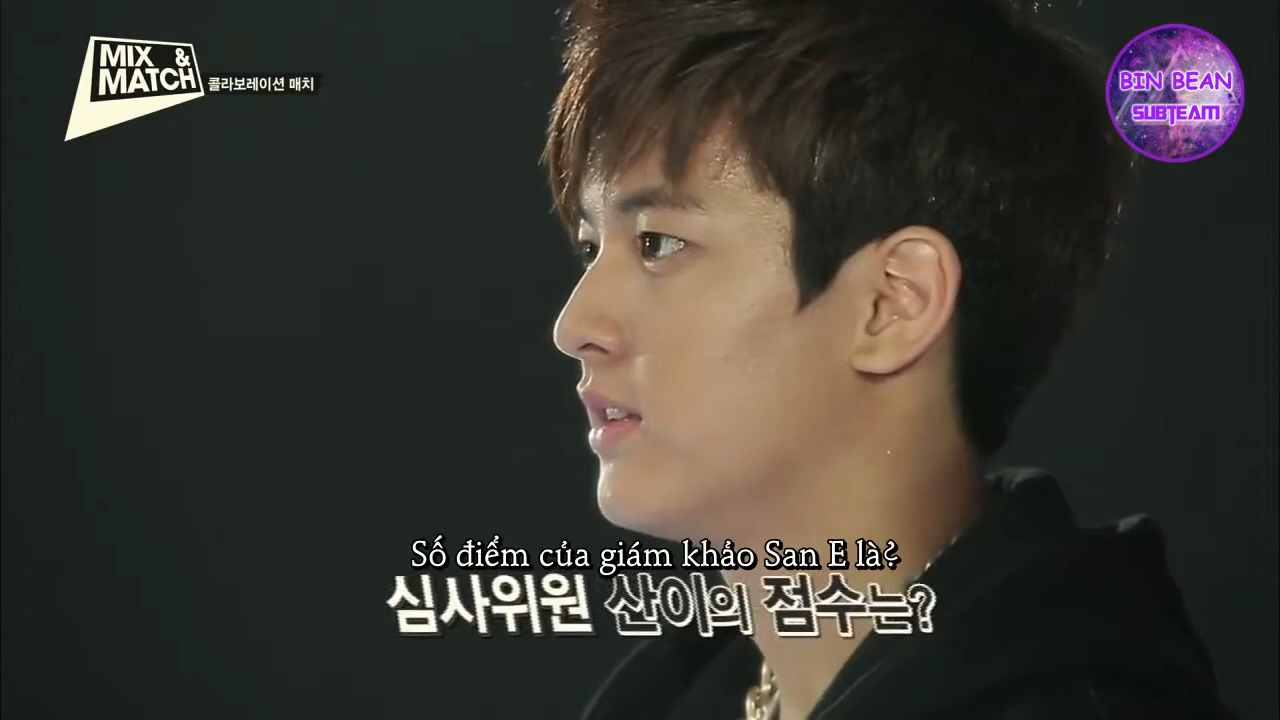 MIX &
MATCH
콜라보레이션 매치
BIN BEAN
SUBTEAM
Số điểm của giám khảo San E là?
심사위원 산이의 점수는?